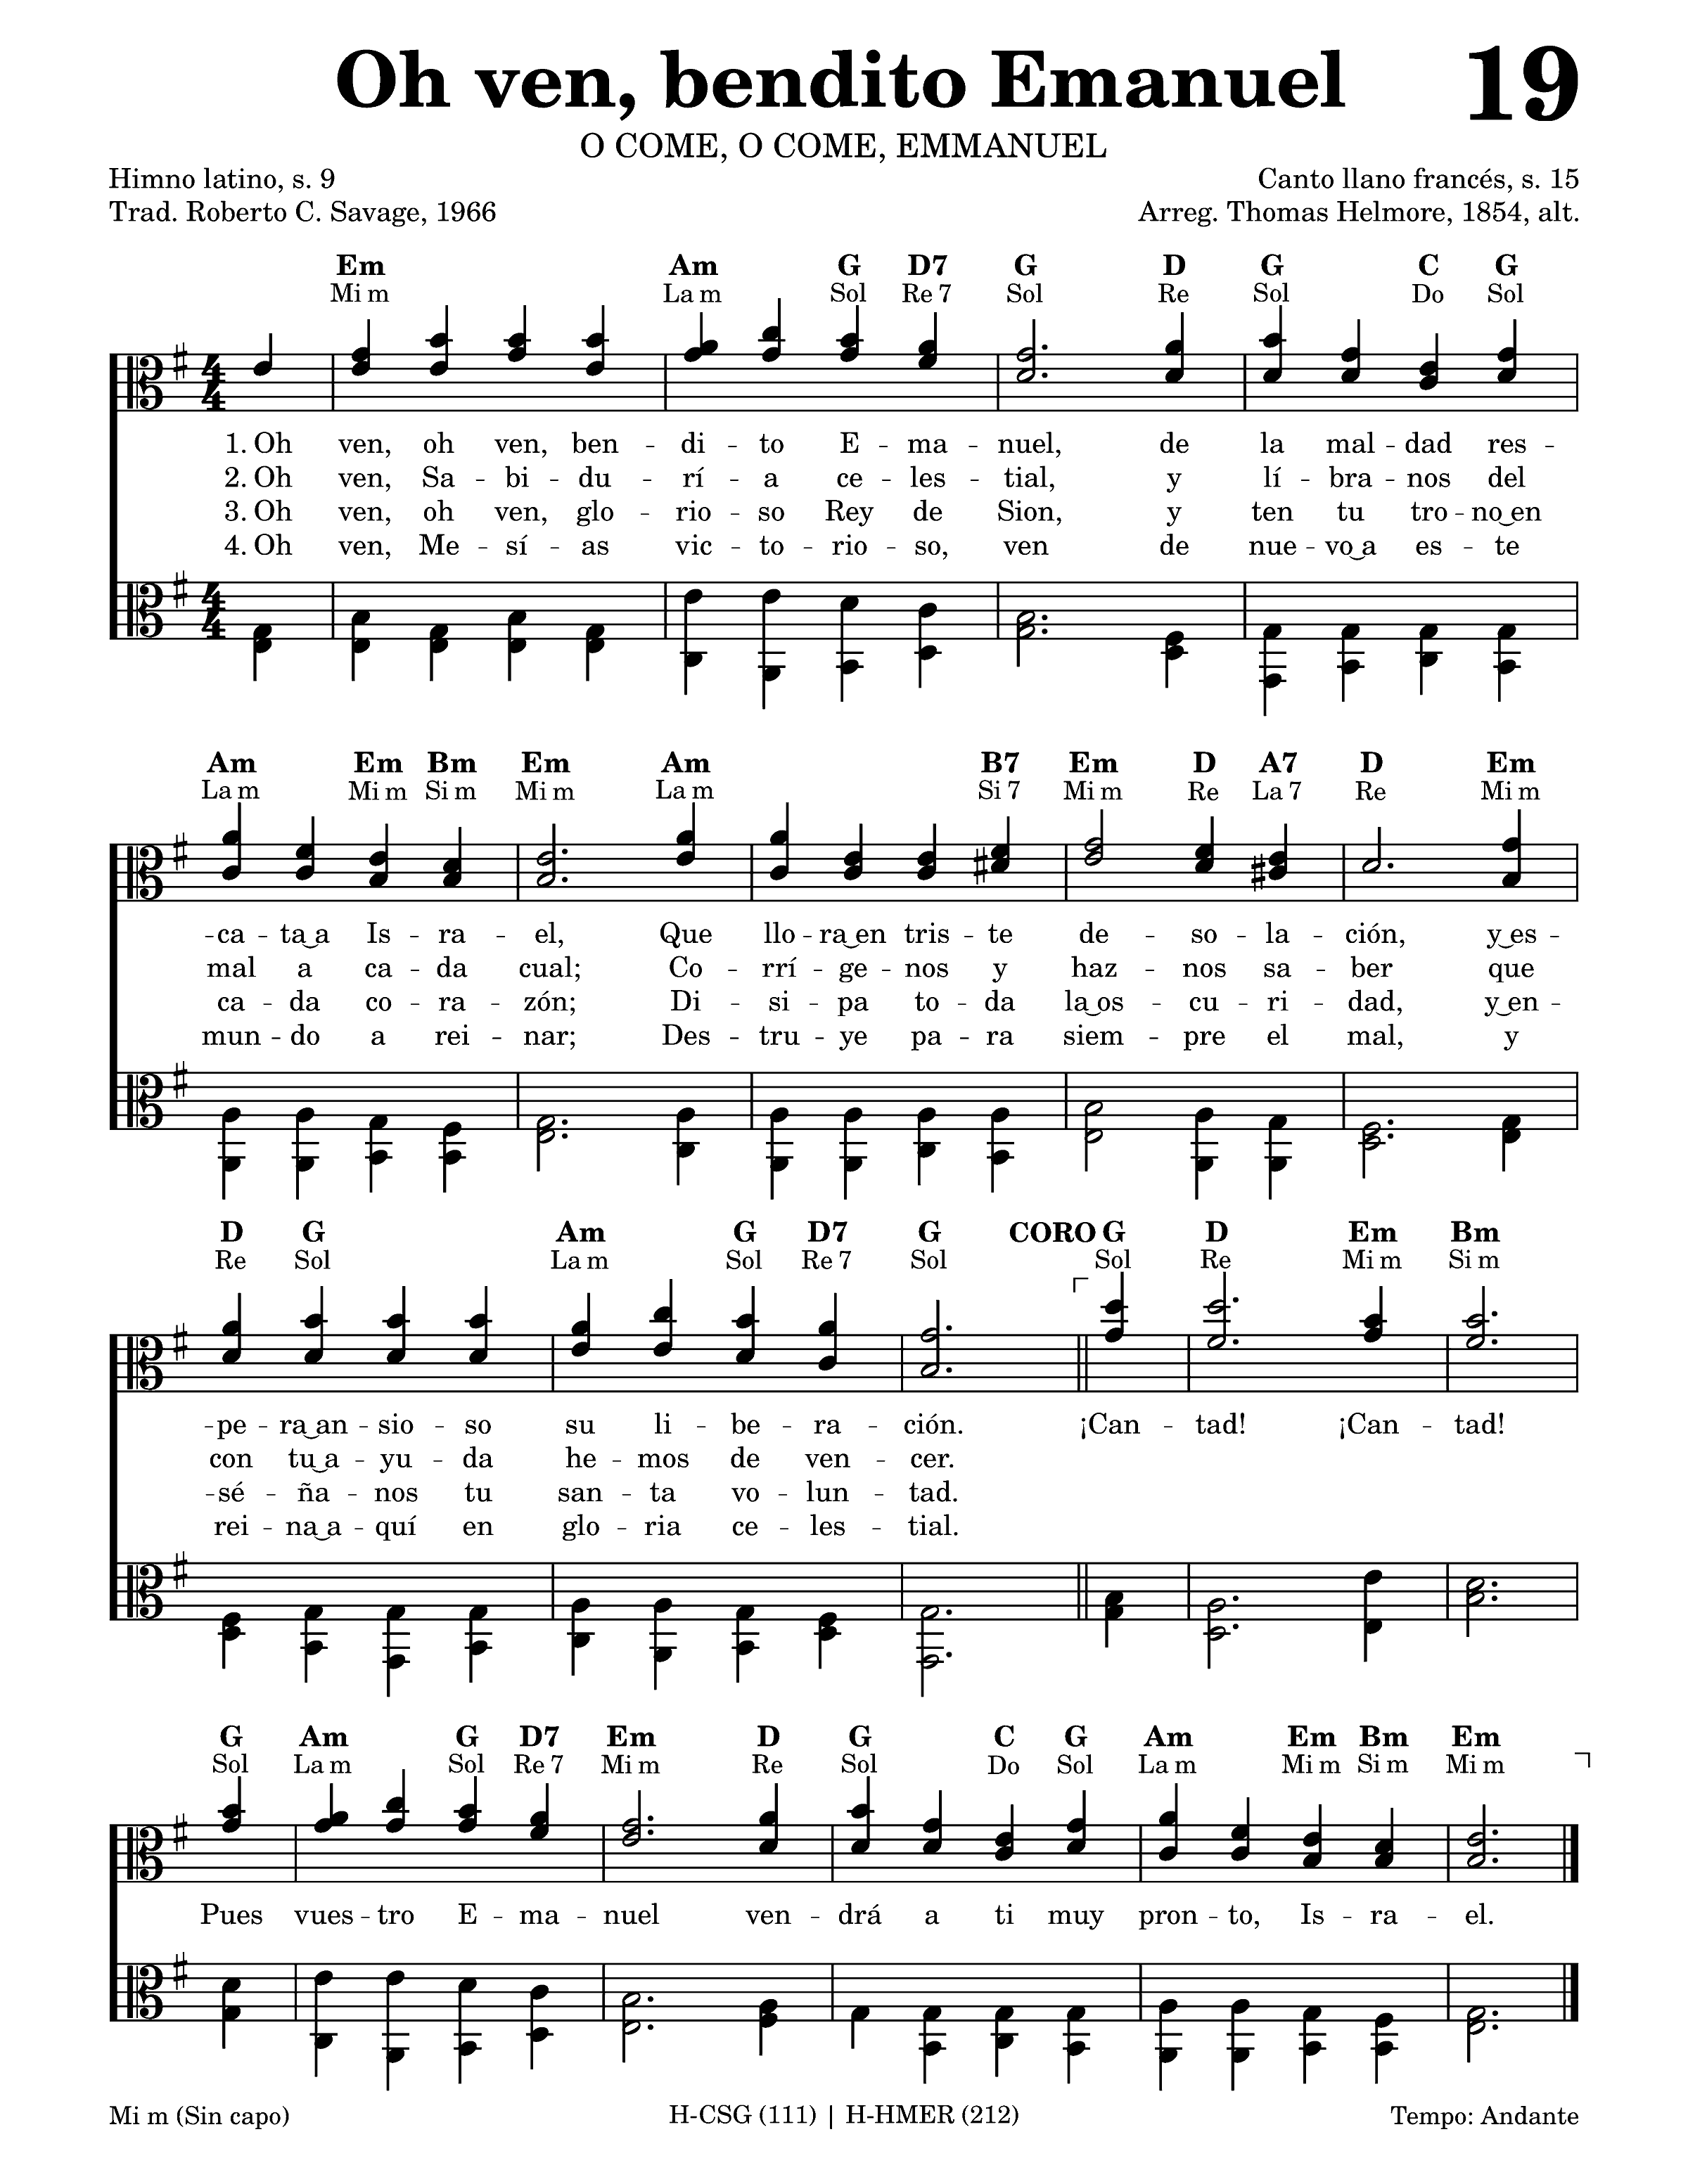 Oh ven, bendito Emanuel 19
O COME, O COME, EMMANUEL
Himno latino, s. 9 Canto llano francés, s. 15
Trad. Roberto C. Savage, 1966 Arreg. Thomas Helmore, 1854, alt.
Em Am G D7 G D G C G
Mi m La m Sol Re 7 Sol Re Sol Do Sol
4 4
1. Oh ven, oh ven, ben – di – to E – ma – nuel, de la mal – dad res –
2. Oh ven, Sa – bi – du – rí – a ce – les – tial, y lí – bra – nos del
3. Oh ven, oh ven, glo – rio – so Rey de Sion, y ten tu tro – no‿en
4. Oh ven, Me – sí – as vic – to – rio – so, ven de nue – vo‿a es – te
4 4
Am Em Bm Em Am B7 Em D A7 D Em
La m Mi m Si m Mi m La m Si 7 Mi m Re La 7 Re Mi m
–ca – ta‿a Is – ra – el, Que llo – ra‿en tris – te de – so – la – ción, y‿es –
mal a ca – da cual; Co – rrí – ge – nos y haz – nos sa – ber que
ca – da co – ra – zón; Di – si – pa to – da la‿os – cu – ri – dad, y‿en –
mun – do a rei – nar; Des – tru – ye pa – ra siem – pre el mal, y
D G Am G D7 G CORO G D Em Bm
Re Sol La m Sol Re 7 Sol Sol Re Mi m Si m
–pe – ra‿an – sio – so su li – be – ra – ción. ¡Can – tad! ¡Can – tad!
con tu‿a – yu – da he – mos de ven – cer.
–sé – ña – nos tu san – ta vo – lun – tad.
rei – na‿a – quí en glo – ria ce – les – tial.
G Am G D7 Em D G C G Am Em Bm Em
Sol La m Sol Re 7 Mi m Re Sol Do Sol La m Mi m Si m Mi m
Pues vues – tro E – ma – nuel ven – drá a ti muy pron – to, Is – ra – el.
Mi m (Sin capo) H-CSG (111) | H-HMER (212) Tempo: Andante